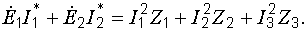 Ė₁I₁* + Ė₂I₂* = I₁²Z₁ + I₂²Z₂ + I₃²Z₃.